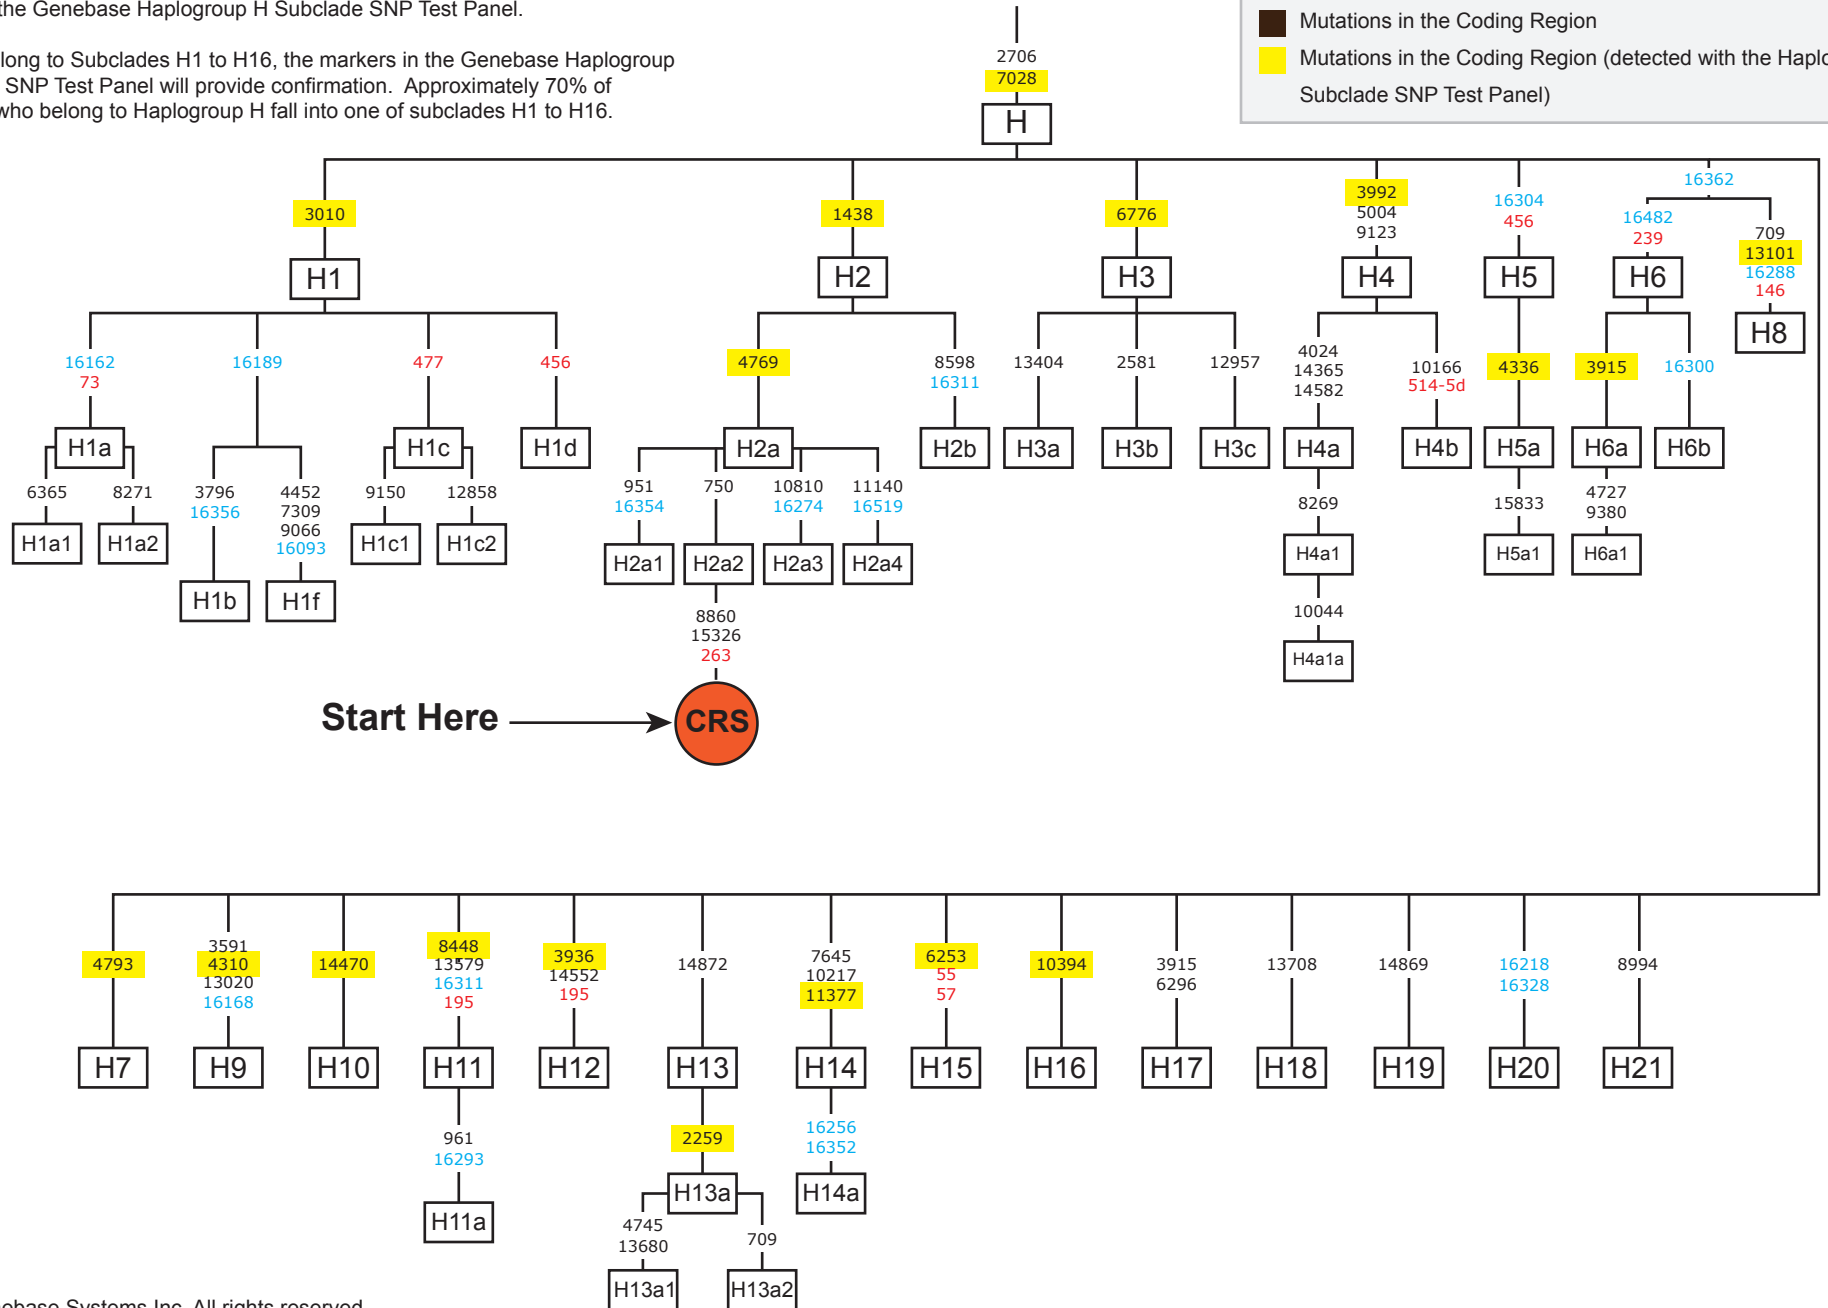 the Genebase Haplogroup H Subclade SNP Test Panel.
long to Subclades H1 to H16, the markers in the Genebase Haplogroup
SNP Test Panel will provide confirmation. Approximately 70% of
who belong to Haplogroup H fall into one of subclades H1 to H16.
Mutations in the Coding Region
Mutations in the Coding Region (detected with the Haplo
Subclade SNP Test Panel)
2706
7028
H
3010
H1
1438
H2
6776
H3
3992
5004
9123
H4
16304
456
H5
16362
16482
239
H6
709
13101
16288
146
H8
16162
73
H1a
6365
H1a1
8271
H1a2
16189
3796
16356
H1b
4452
7309
9066
16093
H1f
477
H1c
9150
H1c1
12858
H1c2
456
H1d
4769
H2a
951
16354
H2a1
750
H2a2
10810
16274
H2a3
11140
16519
H2a4
8598
16311
H2b
13404
H3a
2581
H3b
12957
H3c
4024
14365
14582
H4a
8269
H4a1
10044
H4a1a
10166
514-5d
H4b
4336
H5a
15833
H5a1
3915
H6a
4727
9380
H6a1
16300
H6b
8860
15326
263
Start Here
CRS
4793
H7
3591
4310
13020
16168
H9
14470
H10
8448
13579
16311
195
H11
961
16293
H11a
3936
14552
195
H12
14872
H13
2259
H13a
4745
13680
H13a1
709
H13a2
7645
10217
11377
H14
16256
16352
H14a
6253
55
57
H15
10394
H16
3915
6296
H17
13708
H18
14869
H19
16218
16328
H20
8994
H21
nebase Systems Inc. All rights reserved